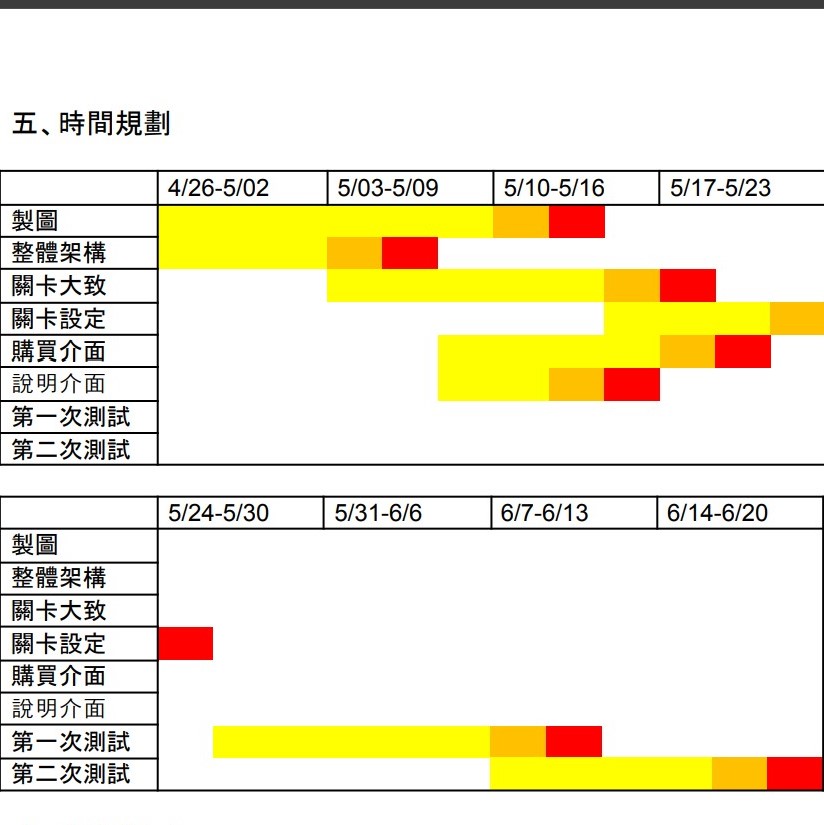 五、時間規劃
4/26-5/02 5/03-5/09 5/10-5/16 5/17-5/23
製圖
整體架構
關卡大致
關卡設定
購買介面
說明介面
第一次測試
第二次測試
5/24-5/30 5/31-6/6 6/7-6/13 6/14-6/20
製圖
整體架構
關卡大致
關卡設定
購買介面
說明介面
第一次測試
第二次測試